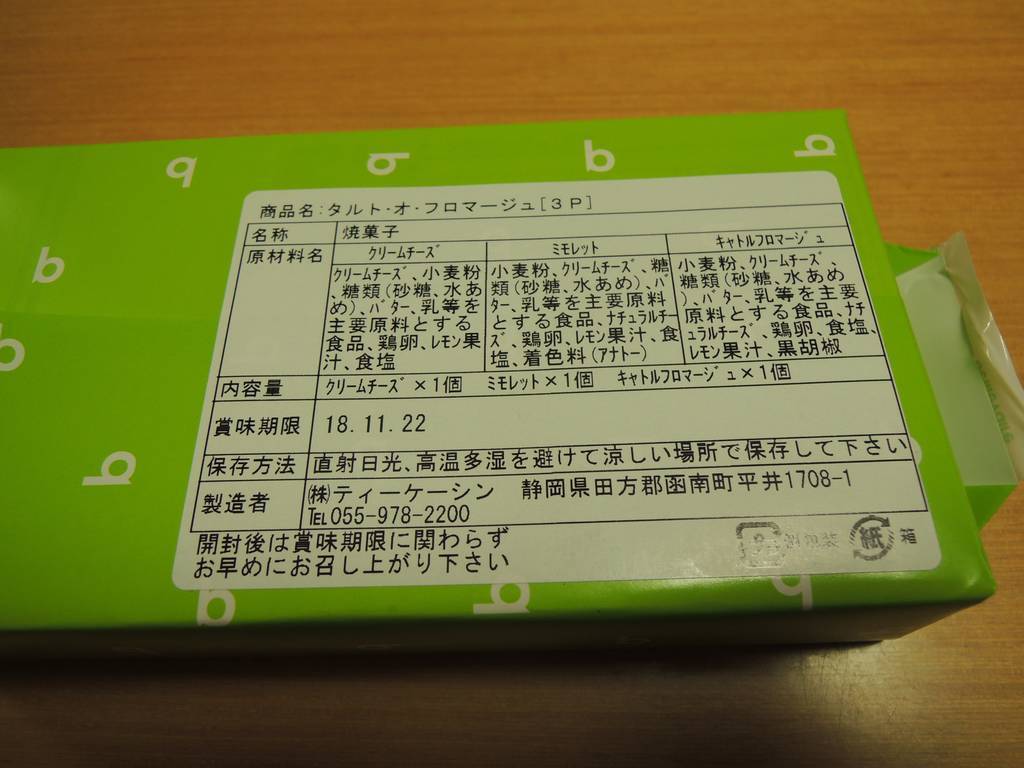 b b b b
b
b
b
商品名:タルト・オ・フロマージュ[3P]
名称 焼菓子
原材料名 クリームチーズ ミモレット キャトルフロマージュ
クリームチーズ、小麦粉
、糖類(砂糖、水あめ
)、バター、乳等を
主要原料とする
食品、鶏卵、レモン果
汁、食塩
小麦粉、クリームチーズ、糖
類(砂糖、水あめ)、バ
ター、乳等を主要原料
とする食品、ナチュラルチー
ズ、鶏卵、レモン果汁、食
塩、着色料(アナトー)
小麦粉、クリームチーズ、
糖類(砂糖、水あめ
)、バター、乳等を主要
原料とする食品、ナチ
ュラルチーズ、鶏卵、食塩、
レモン果汁、黒胡椒
内容量 クリームチーズ×1個 ミモレット×1個 キャトルフロマージュ×1個
賞味期限 18.11.22
保存方法 直射日光、高温多湿を避けて涼しい場所で保存して下さい
製造者 ㈱ティーケーシン 静岡県田方郡函南町平井1708-1
℡055-978-2200
開封後は賞味期限に関わらず
お早めにお召し上がり下さい
プラ 個包装 紙 箱
b b b